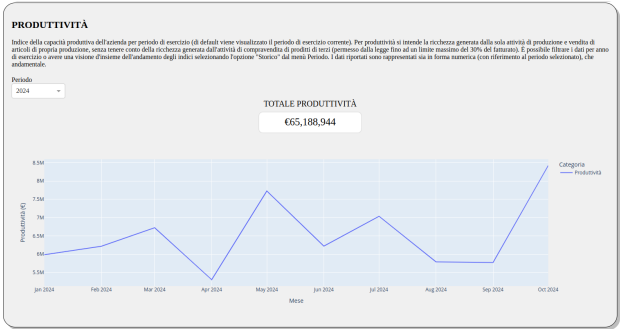 PRODUTTIVITÀ
Indice della capacità produttiva dell'azienda per periodo di esercizio (di default viene visualizzato il periodo di esercizio corrente). Per produttività si intende la ricchezza generata dalla sola attività di produzione e vendita di
articoli di propria produzione, senza tenere conto della ricchezza generata dall'attività di compravendita di proditti di terzi (permesso dalla legge fino ad un limite massimo del 30% del fatturato). È possibile filtrare i dati per anno
di esercizio o avere una visione d'insieme dell'andamento degli indici selezionando l'opzione "Storico" dal menù Periodo. I dati riportati sono rappresentati sia in forma numerica (con riferimento al periodo selezionato), che
andamentale.
Periodo
2024
TOTALE PRODUTTIVITÀ
€65,188,944
8.5M
8M
7.5M
7M
6.5M
6M
5.5M
Produttività (€)
Jan 2024 Feb 2024 Mar 2024 Apr 2024 May 2024 Jun 2024 Jul 2024 Aug 2024 Sep 2024 Oct 2024
Mese
Categoria
Produttività